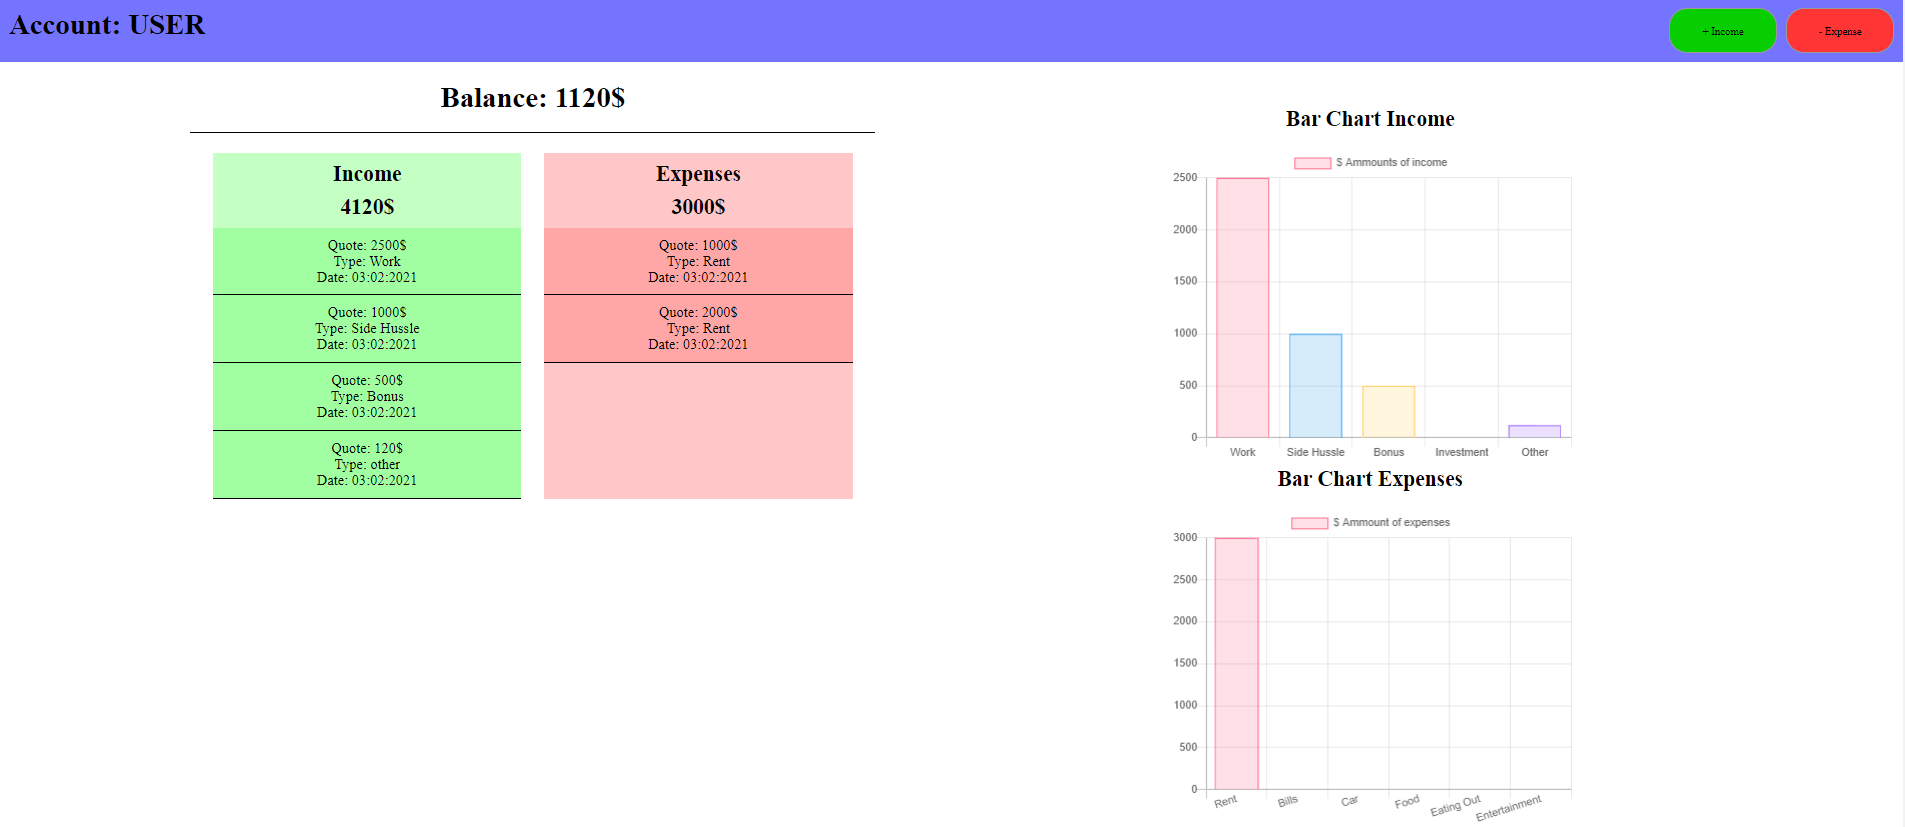 Account: USER
+ Income
- Expense
Balance: 1120$
Income
4120$
Quote: 2500$
Type: Work
Date: 03:02:2021
Quote: 1000$
Type: Side Hussle
Date: 03:02:2021
Quote: 500$
Type: Bonus
Date: 03:02:2021
Quote: 120$
Type: other
Date: 03:02:2021
Expenses
3000$
Quote: 1000$
Type: Rent
Date: 03:02:2021
Quote: 2000$
Type: Rent
Date: 03:02:2021
Bar Chart Income
$ Ammounts of income
2500
2000
1500
1000
500
0
Work Side Hussle Bonus Investment Other
Bar Chart Expenses
$ Ammount of expenses
3000
2500
2000
1500
1000
500
0
Rent Bills Car Food Eating Out Entertainment